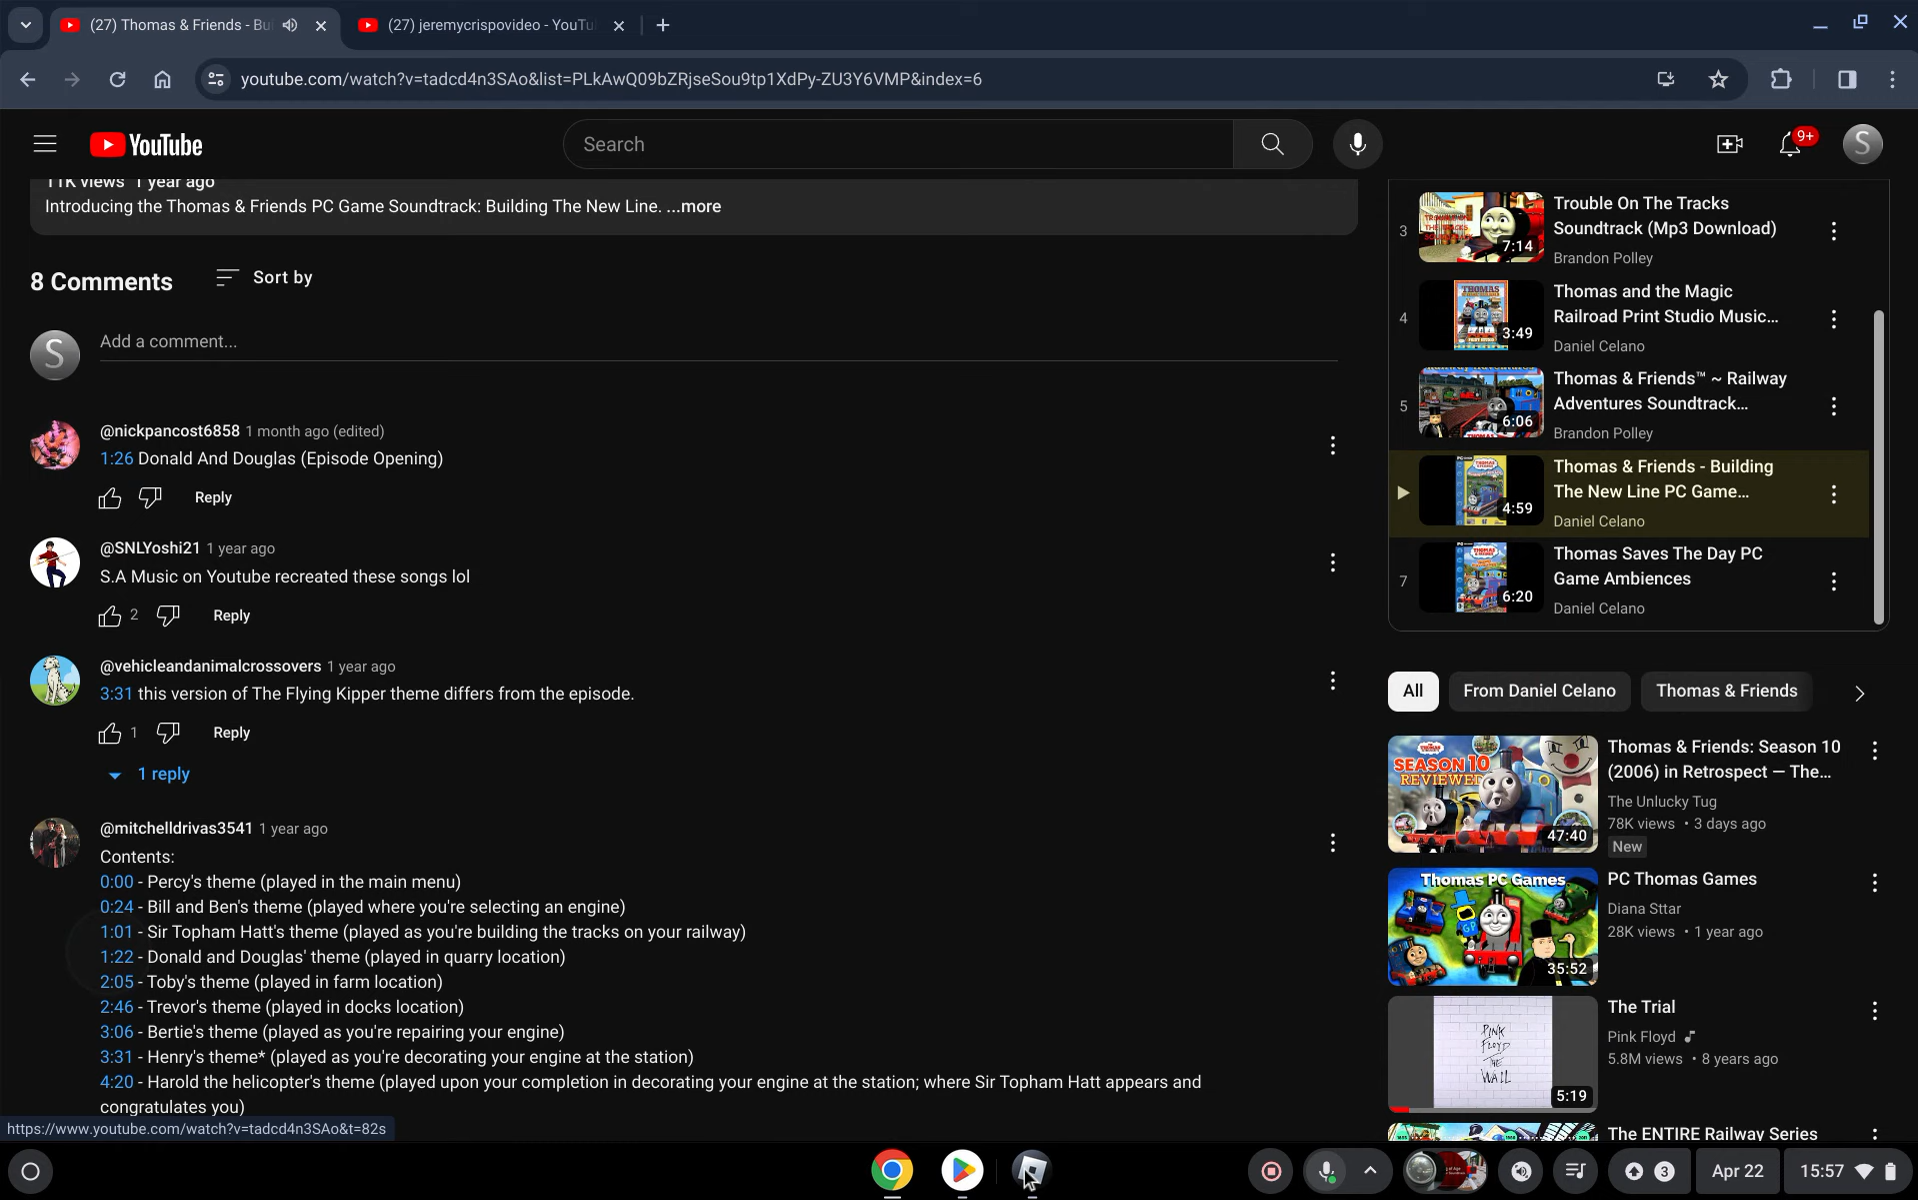 (27) Thomas & Friends - Bui
(27) jeremycrispovideo - YouTu
youtube.com/watch?v=tadcd4n3SAo&list=PLkAwQ09bZRjseSou9tp1XdPy-ZU3Y6VMP&index=6
YouTube
Search
9+
S
11K views 1 year ago
Introducing the Thomas & Friends PC Game Soundtrack: Building The New Line. ...more
8 Comments
Sort by
S
Add a comment...
@nickpancost6858 1 month ago (edited)
1:26 Donald And Douglas (Episode Opening)
Reply
@SNLYoshi21 1 year ago
S.A Music on Youtube recreated these songs lol
2
Reply
@vehicleandanimalcrossovers 1 year ago
3:31 this version of The Flying Kipper theme differs from the episode.
1
Reply
1 reply
@mitchelldrivas3541 1 year ago
Contents:
0:00 - Percy's theme (played in the main menu)
0:24 - Bill and Ben's theme (played where you're selecting an engine)
1:01 - Sir Topham Hatt's theme (played as you're building the tracks on your railway)
1:22 - Donald and Douglas' theme (played in quarry location)
2:05 - Toby's theme (played in farm location)
2:46 - Trevor's theme (played in docks location)
3:06 - Bertie's theme (played as you're repairing your engine)
3:31 - Henry's theme* (played as you're decorating your engine at the station)
4:20 - Harold the helicopter's theme (played upon your completion in decorating your engine at the station; where Sir Topham Hatt appears and
congratulates you)
https://www.youtube.com/watch?v=tadcd4n3SAo&t=82s
3
7:14
Trouble On The Tracks
Soundtrack (Mp3 Download)
Brandon Polley
4
THOMAS
3:49
Thomas and the Magic
Railroad Print Studio Music...
Daniel Celano
5
6:06
Thomas & Friends™ ~ Railway
Adventures Soundtrack...
Brandon Polley
4:59
Thomas & Friends - Building
The New Line PC Game...
Daniel Celano
7
6:20
Thomas Saves The Day PC
Game Ambiences
Daniel Celano
All
From Daniel Celano
Thomas & Friends
SEASON 10
REVIEWED
47:40
Thomas & Friends: Season 10
(2006) in Retrospect — The...
The Unlucky Tug
78K views • 3 days ago
New
Thomas PC Games
GP
35:52
PC Thomas Games
Diana Sttar
28K views • 1 year ago
PINK
FLOYD
THE
WALL
5:19
The Trial
Pink Floyd
5.8M views • 8 years ago
The ENTIRE Railway Series
3
Apr 22
15:57